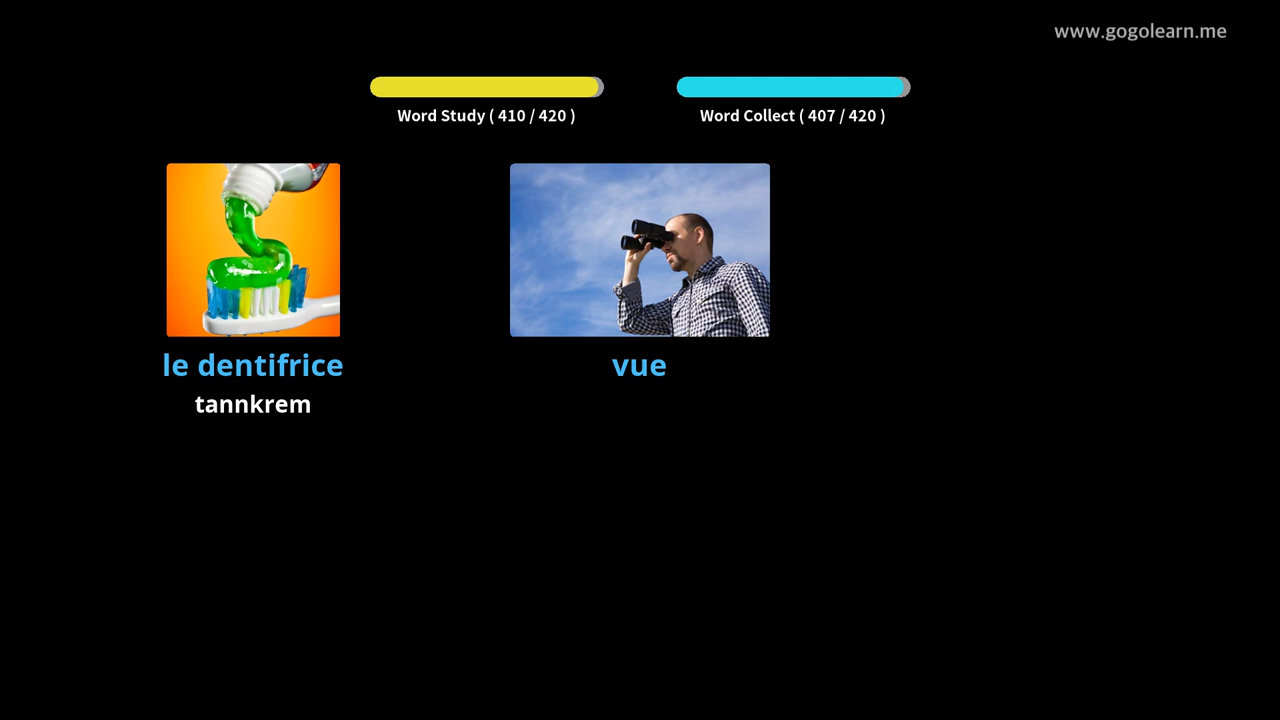 www.gogolearn.me
Word Study ( 410 / 420 )
Word Collect ( 407 / 420 )
le dentifrice
tannkrem
vue